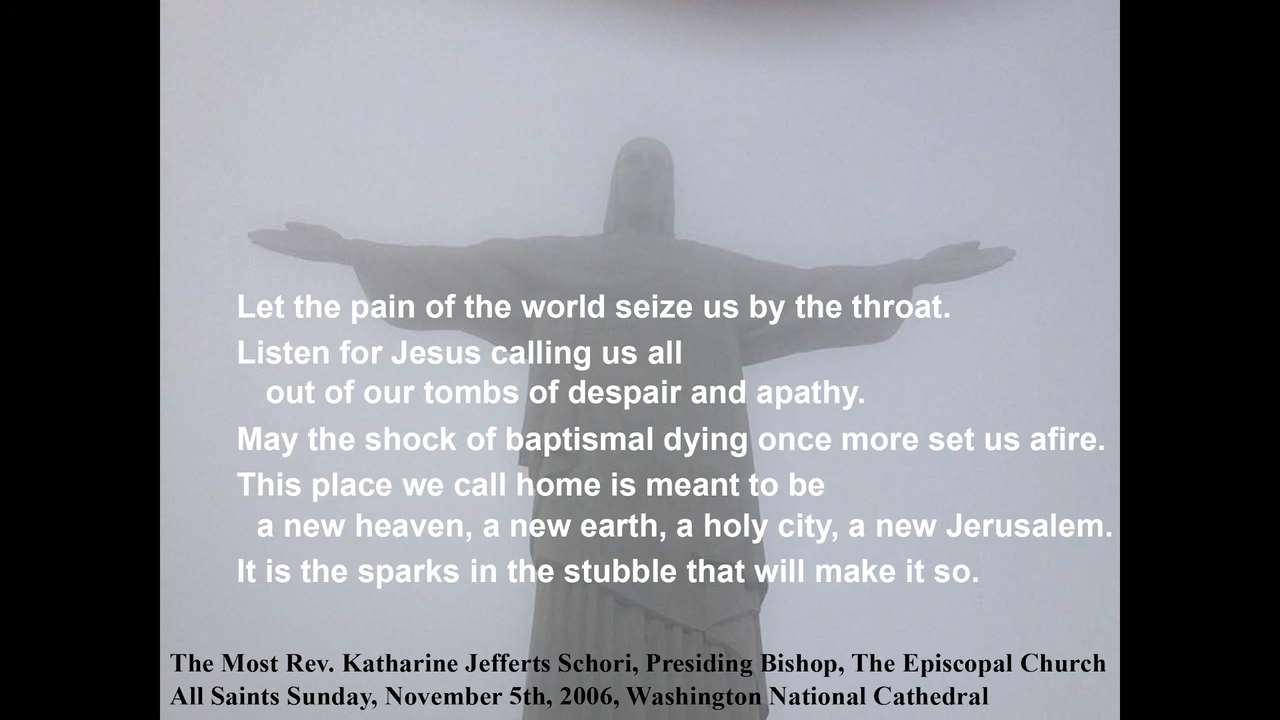 Let the pain of the world seize us by the throat.
Listen for Jesus calling us all
out of our tombs of despair and apathy.
May the shock of baptismal dying once more set us afire.
This place we call home is meant to be
a new heaven, a new earth, a holy city, a new Jerusalem.
It is the sparks in the stubble that will make it so.
The Most Rev. Katharine Jefferts Schori, Presiding Bishop, The Episcopal Church
All Saints Sunday, November 5th, 2006, Washington National Cathedral